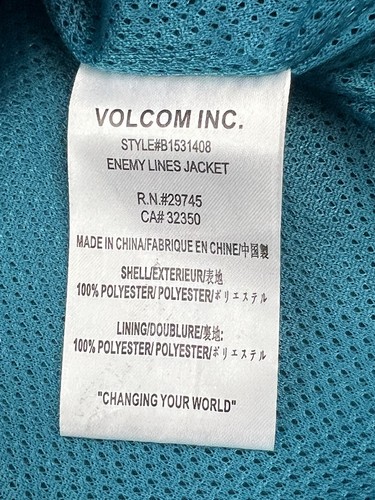 VOLCOM INC.
STYLE#B1531408
ENEMY LINES JACKET
R.N.#29745
CA# 32350
MADE IN CHINA/FABRIQUE EN CHINE/中国製
SHELL/EXTERIEUR/表地
100% POLYESTER/ POLYESTER/ポリエステル
LINING/DOUBLURE/裏地:
100% POLYESTER/ POLYESTER/ポリエステル
"CHANGING YOUR WORLD"